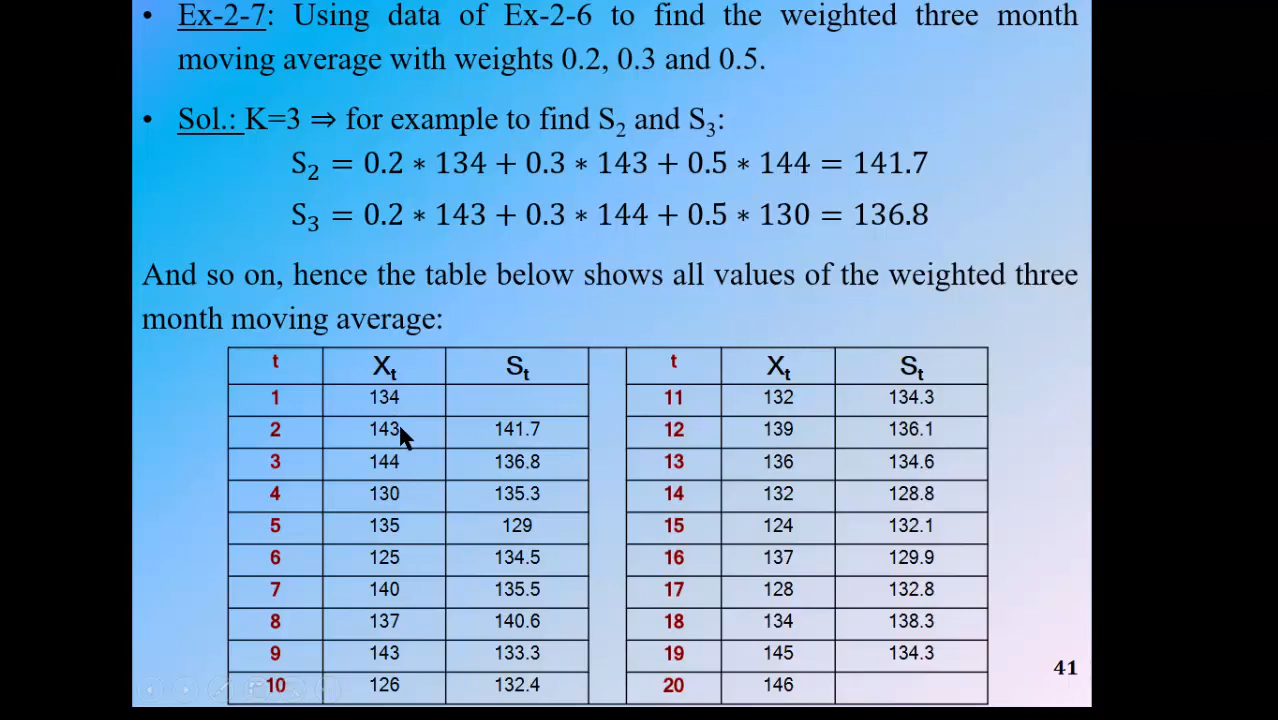 • Ex-2-7: Using data of Ex-2-6 to find the weighted three month
moving average with weights 0.2, 0.3 and 0.5.
• Sol.: K=3 ⇒ for example to find S₂ and S₃:
S₂ = 0.2 ∗ 134 + 0.3 ∗ 143 + 0.5 ∗ 144 = 141.7
S₃ = 0.2 ∗ 143 + 0.3 ∗ 144 + 0.5 ∗ 130 = 136.8
And so on, hence the table below shows all values of the weighted three
month moving average:
t Xₜ Sₜ t Xₜ Sₜ
1 134 11 132 134.3
2 143 141.7 12 139 136.1
3 144 136.8 13 136 134.6
4 130 135.3 14 132 128.8
5 135 129 15 124 132.1
6 125 134.5 16 137 129.9
7 140 135.5 17 128 132.8
8 137 140.6 18 134 138.3
9 143 133.3 19 145 134.3
10 126 132.4 20 146
41